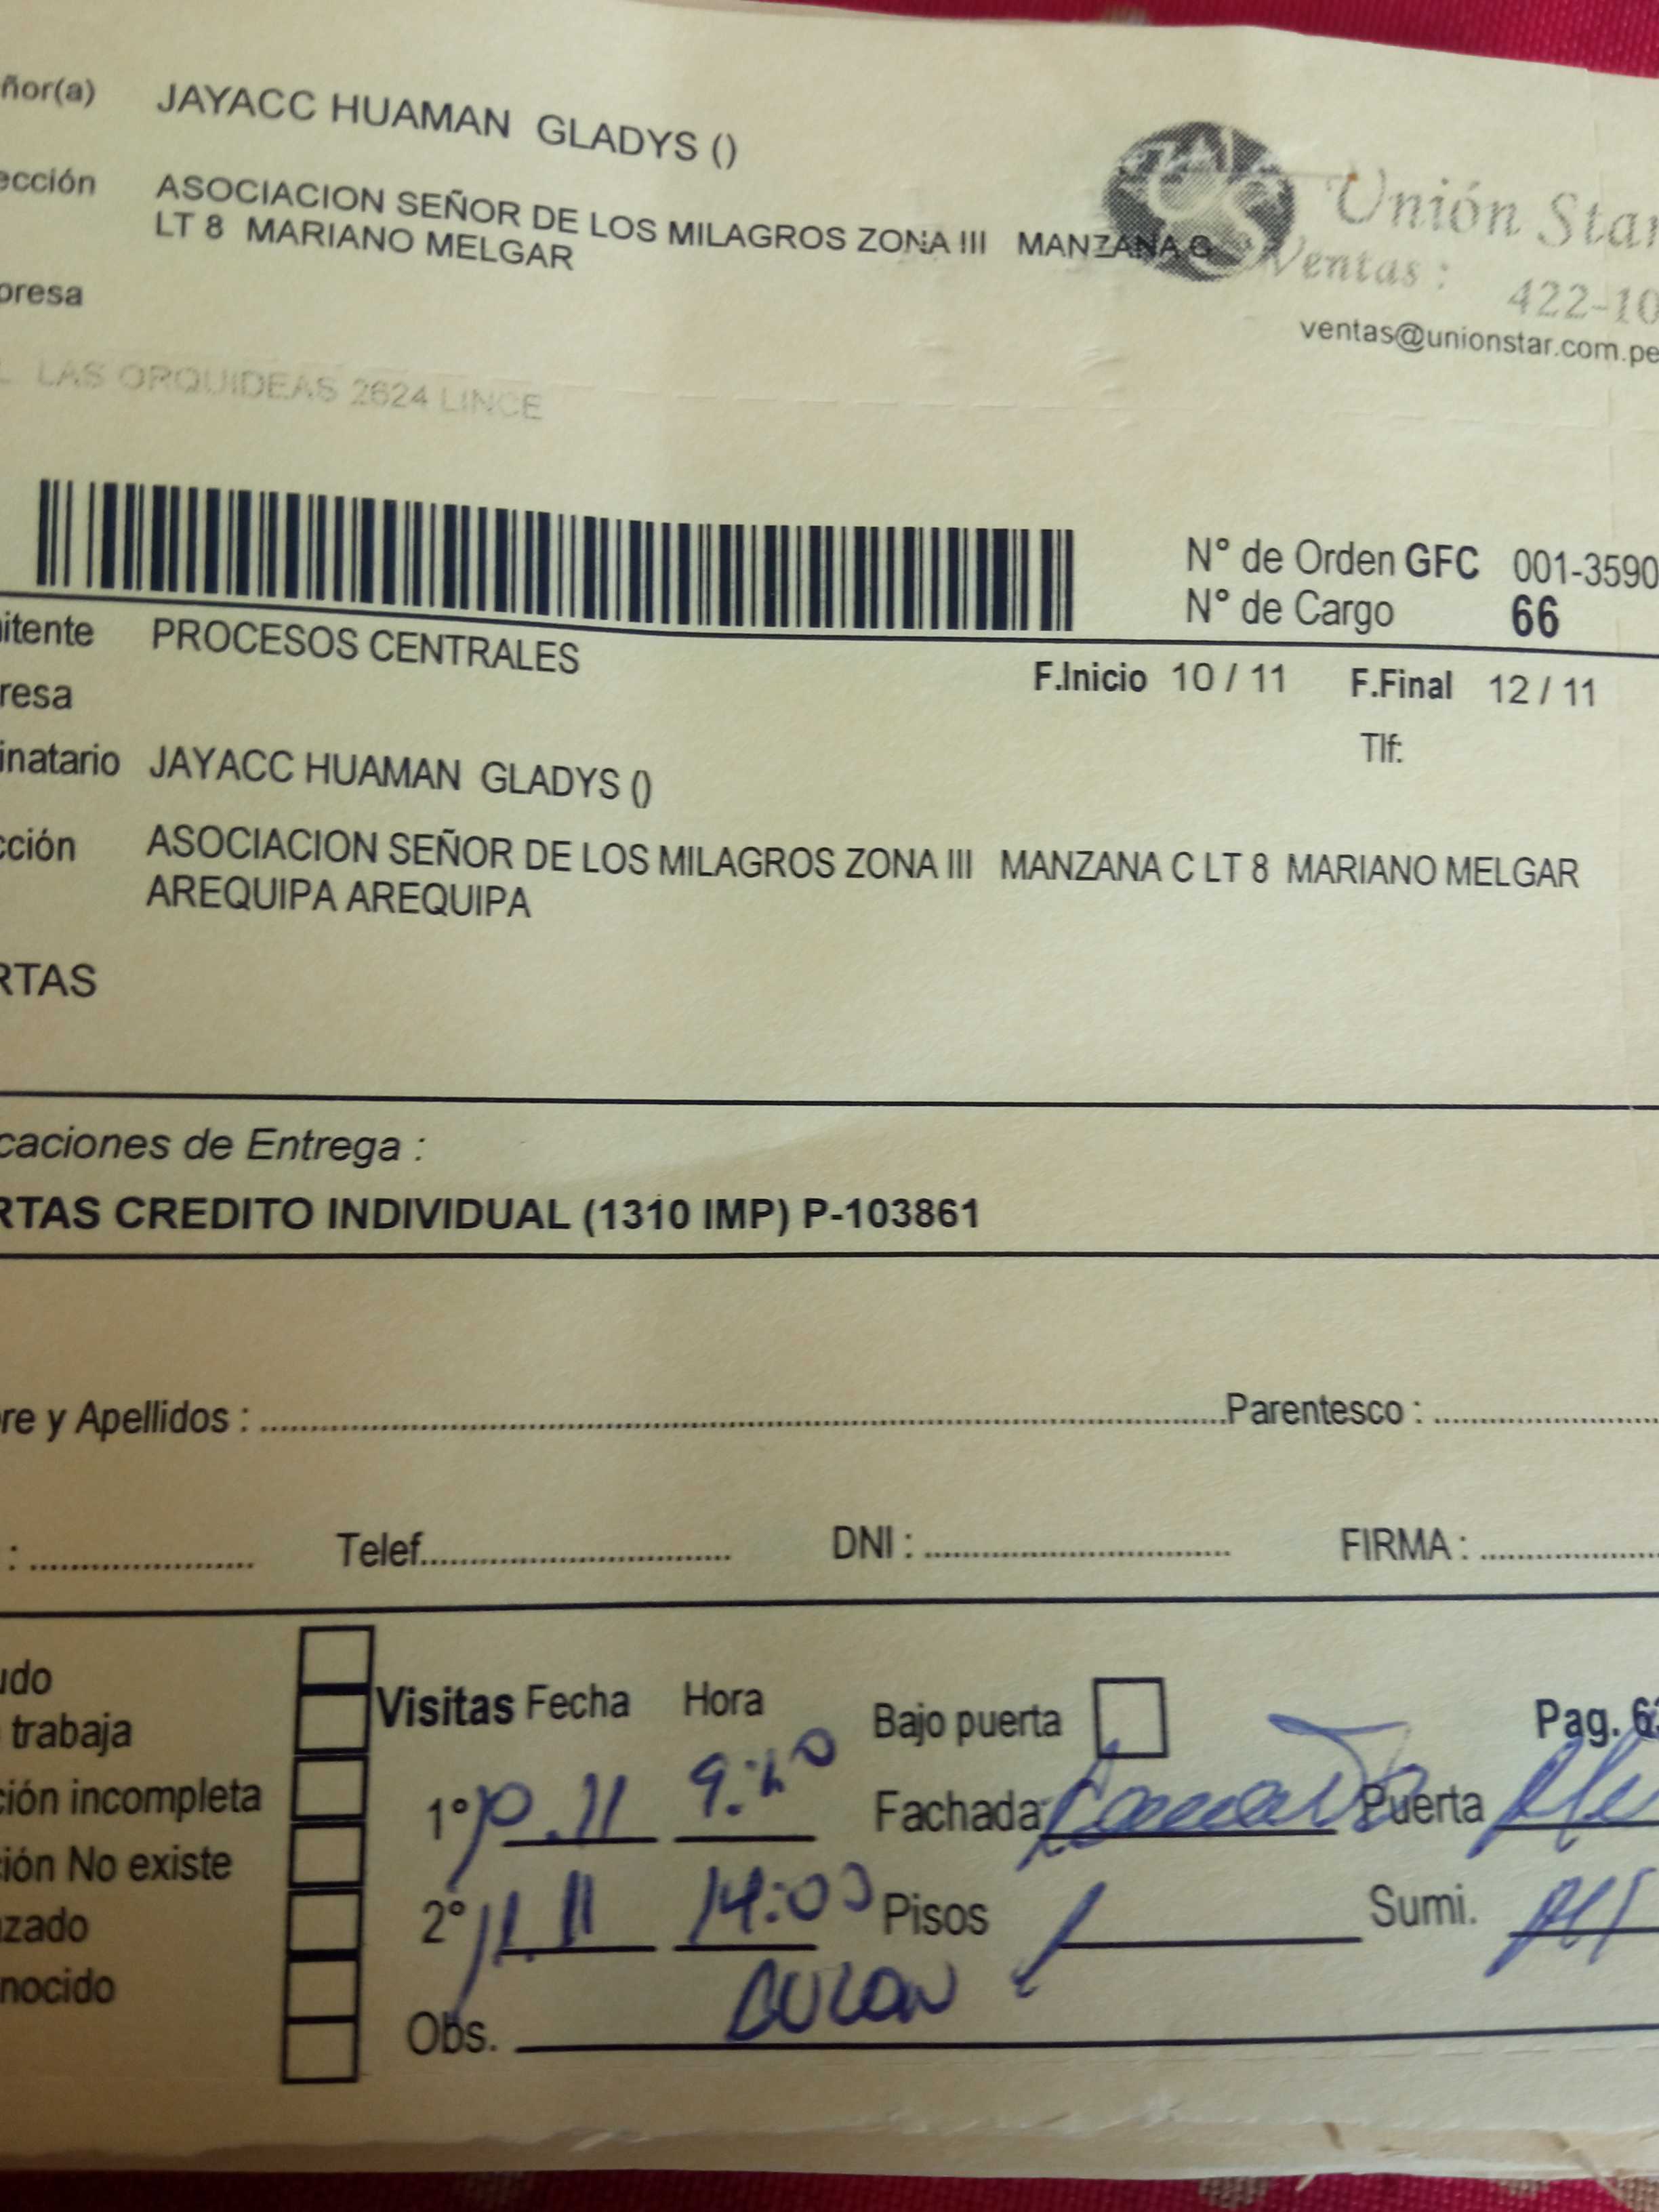 ñor(a) JAYACC HUAMAN GLADYS ()
ección ASOCIACION SEÑOR DE LOS MILAGROS ZONA III MANZANA
LT 8 MARIANO MELGAR
presa
Unión Star
Ventas :
422-10
ventas@unionstar.com.pe
LAS ORQUIDEAS 2624 LINCE
N° de Orden GFC 001-3590
N° de Cargo 66
itente PROCESOS CENTRALES
F.Inicio 10 / 11 F.Final 12 / 11
resa
Tlf:
inatario JAYACC HUAMAN GLADYS ()
cción ASOCIACION SEÑOR DE LOS MILAGROS ZONA III MANZANA C LT 8 MARIANO MELGAR
AREQUIPA AREQUIPA
RTAS
caciones de Entrega :
RTAS CREDITO INDIVIDUAL (1310 IMP) P-103861
re y Apellidos : Parentesco :
: Telef. DNI : FIRMA :
udo
Visitas Fecha Hora Bajo puerta Pag. 63
trabaja
ción incompleta 1° 11 Fachada Puerta
ción No existe
zado 2° 11.11 14:00 Pisos 1 Sumi.
nocido
Obs.